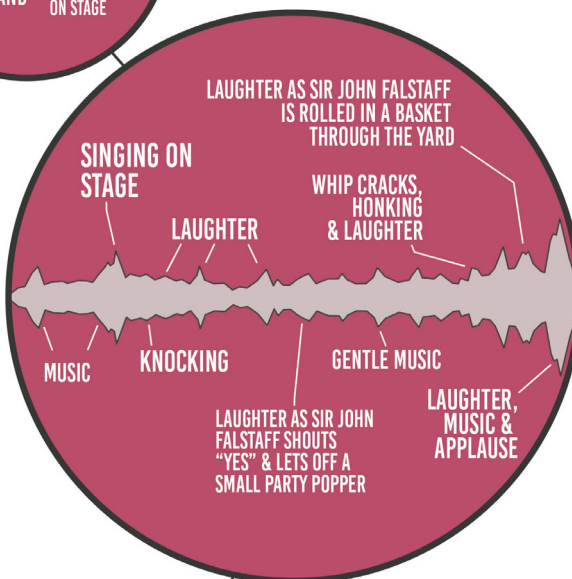 AND
ON STAGE
LAUGHTER AS SIR JOHN FALSTAFF
IS ROLLED IN A BASKET
THROUGH THE YARD
SINGING ON
STAGE
WHIP CRACKS,
HONKING
& LAUGHTER
LAUGHTER
MUSIC
KNOCKING
GENTLE MUSIC
LAUGHTER AS SIR JOHN
FALSTAFF SHOUTS
“YES” & LETS OFF A
SMALL PARTY POPPER
LAUGHTER,
MUSIC &
APPLAUSE